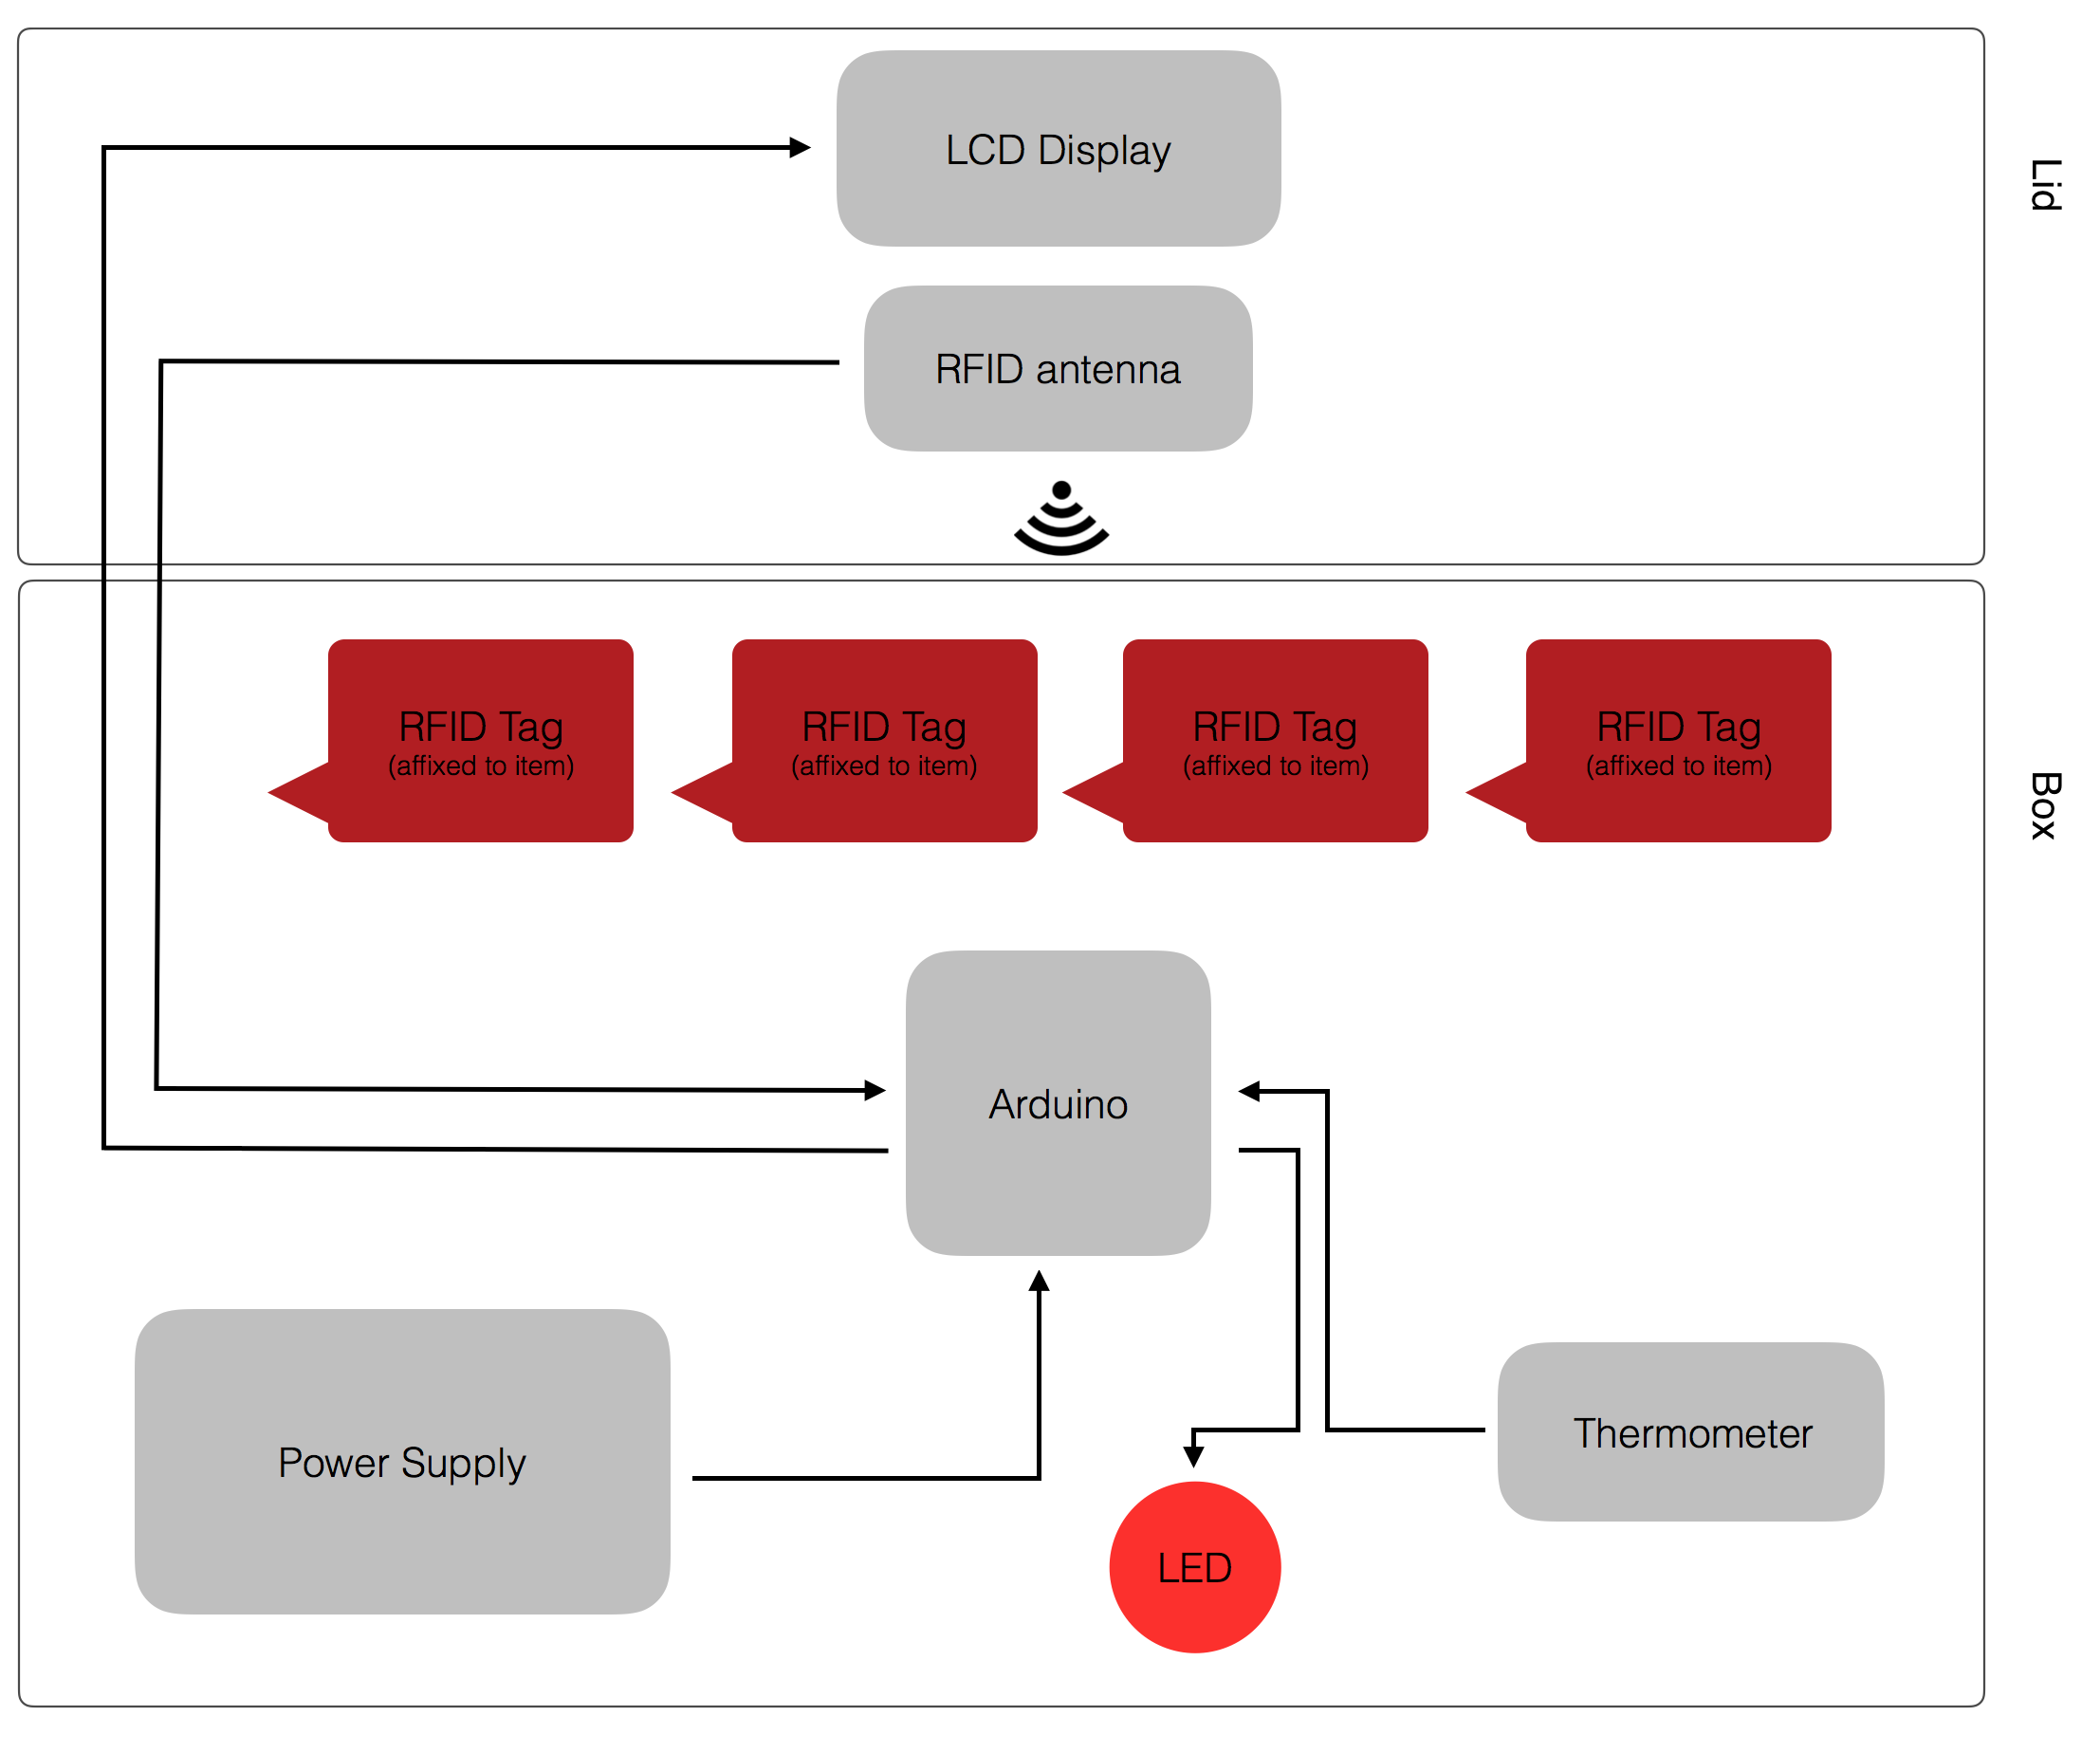 LCD Display
Lid
RFID antenna
RFID Tag
(affixed to item)
RFID Tag
(affixed to item)
RFID Tag
(affixed to item)
RFID Tag
(affixed to item)
Box
Arduino
Power Supply
Thermometer
LED